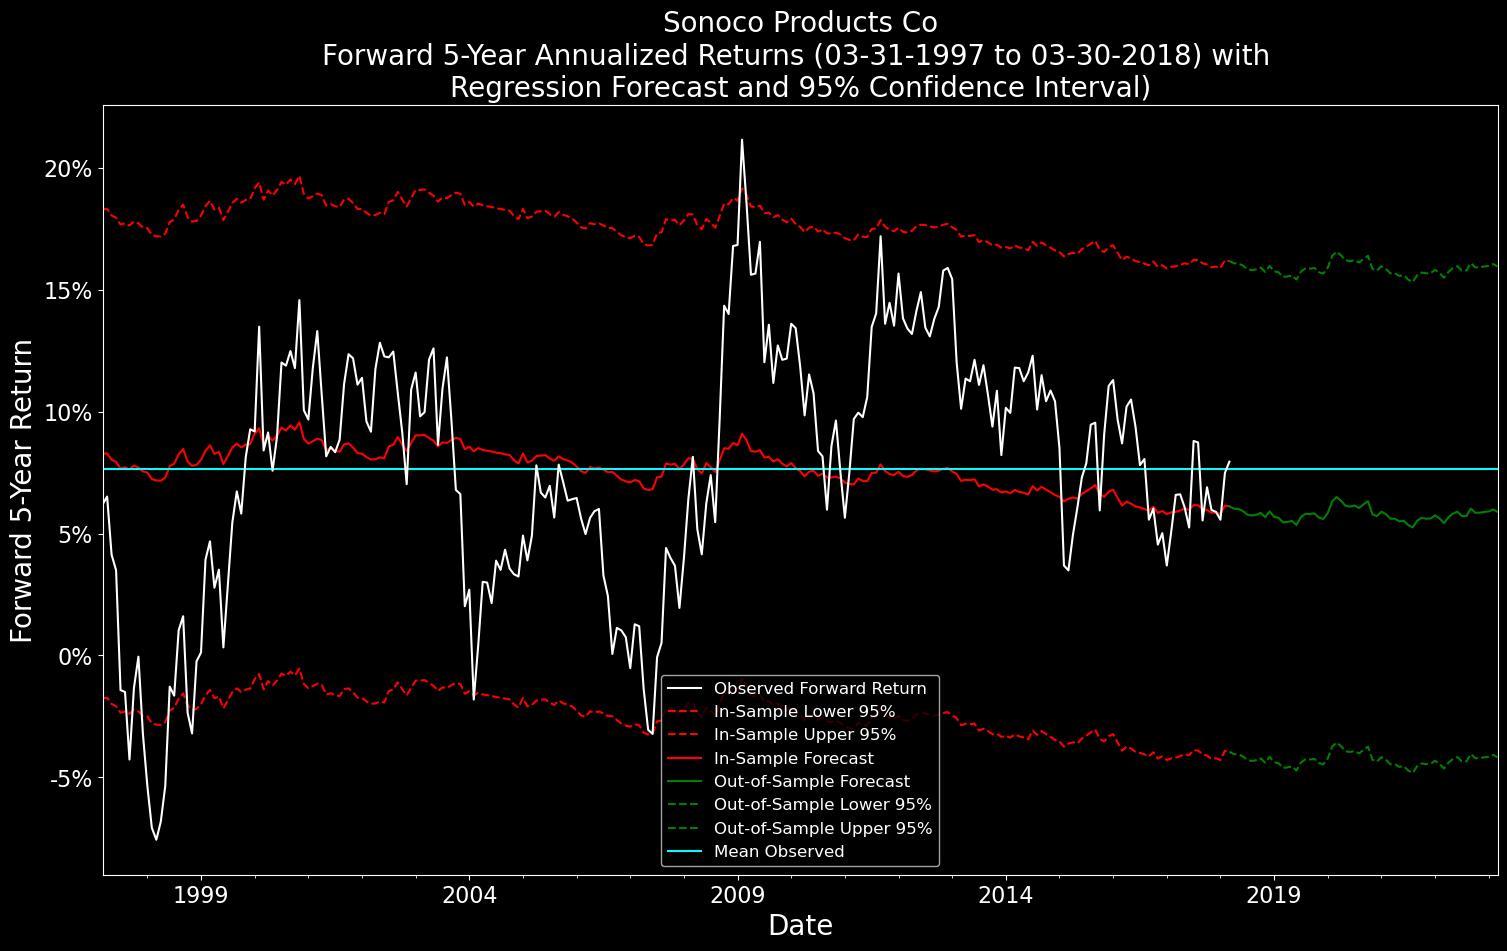 Sonoco Products Co
Forward 5-Year Annualized Returns (03-31-1997 to 03-30-2018) with
Regression Forecast and 95% Confidence Interval)
Forward 5-Year Return
20%
15%
10%
5%
0%
-5%
Observed Forward Return
In-Sample Lower 95%
In-Sample Upper 95%
In-Sample Forecast
Out-of-Sample Forecast
Out-of-Sample Lower 95%
Out-of-Sample Upper 95%
Mean Observed
1999 2004 2009 2014 2019
Date